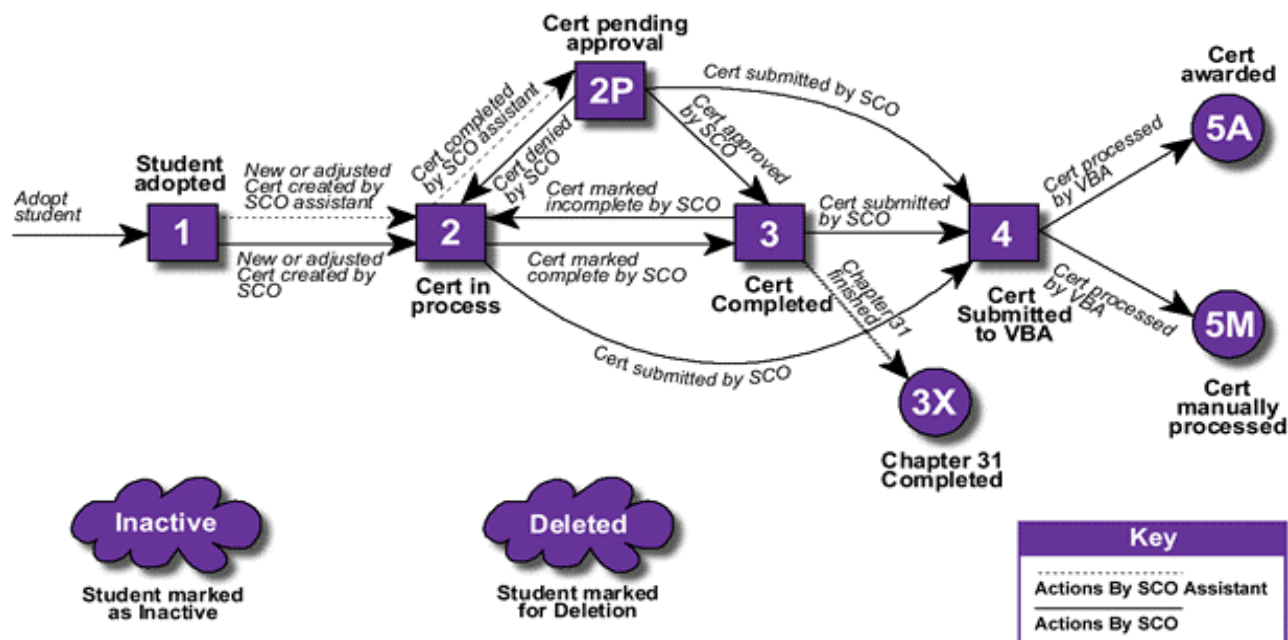 Cert pending
approval
2P
Cert
awarded
5A
Cert submitted by SCO
Cert completed
by SCO assistant
Cert denied
by SCO
Cert approved
by SCO
Cert processed
by VBA
Student
adopted
New or adjusted
Cert created by
SCO assistant
Adopt
student
1
2
Cert marked
incomplete by SCO
3
Cert submitted
by SCO
4
New or adjusted
Cert created by
SCO
Cert in
process
Cert marked
complete by SCO
Cert
Completed
Chapter 31
finished
Cert
Submitted
to VBA
Cert processed
by VBA
5M
Cert submitted by SCO
3X
Cert
manually
processed
Chapter 31
Completed
Inactive
Student marked
as Inactive
Deleted
Student marked
for Deletion
Key
Actions By SCO Assistant
Actions By SCO